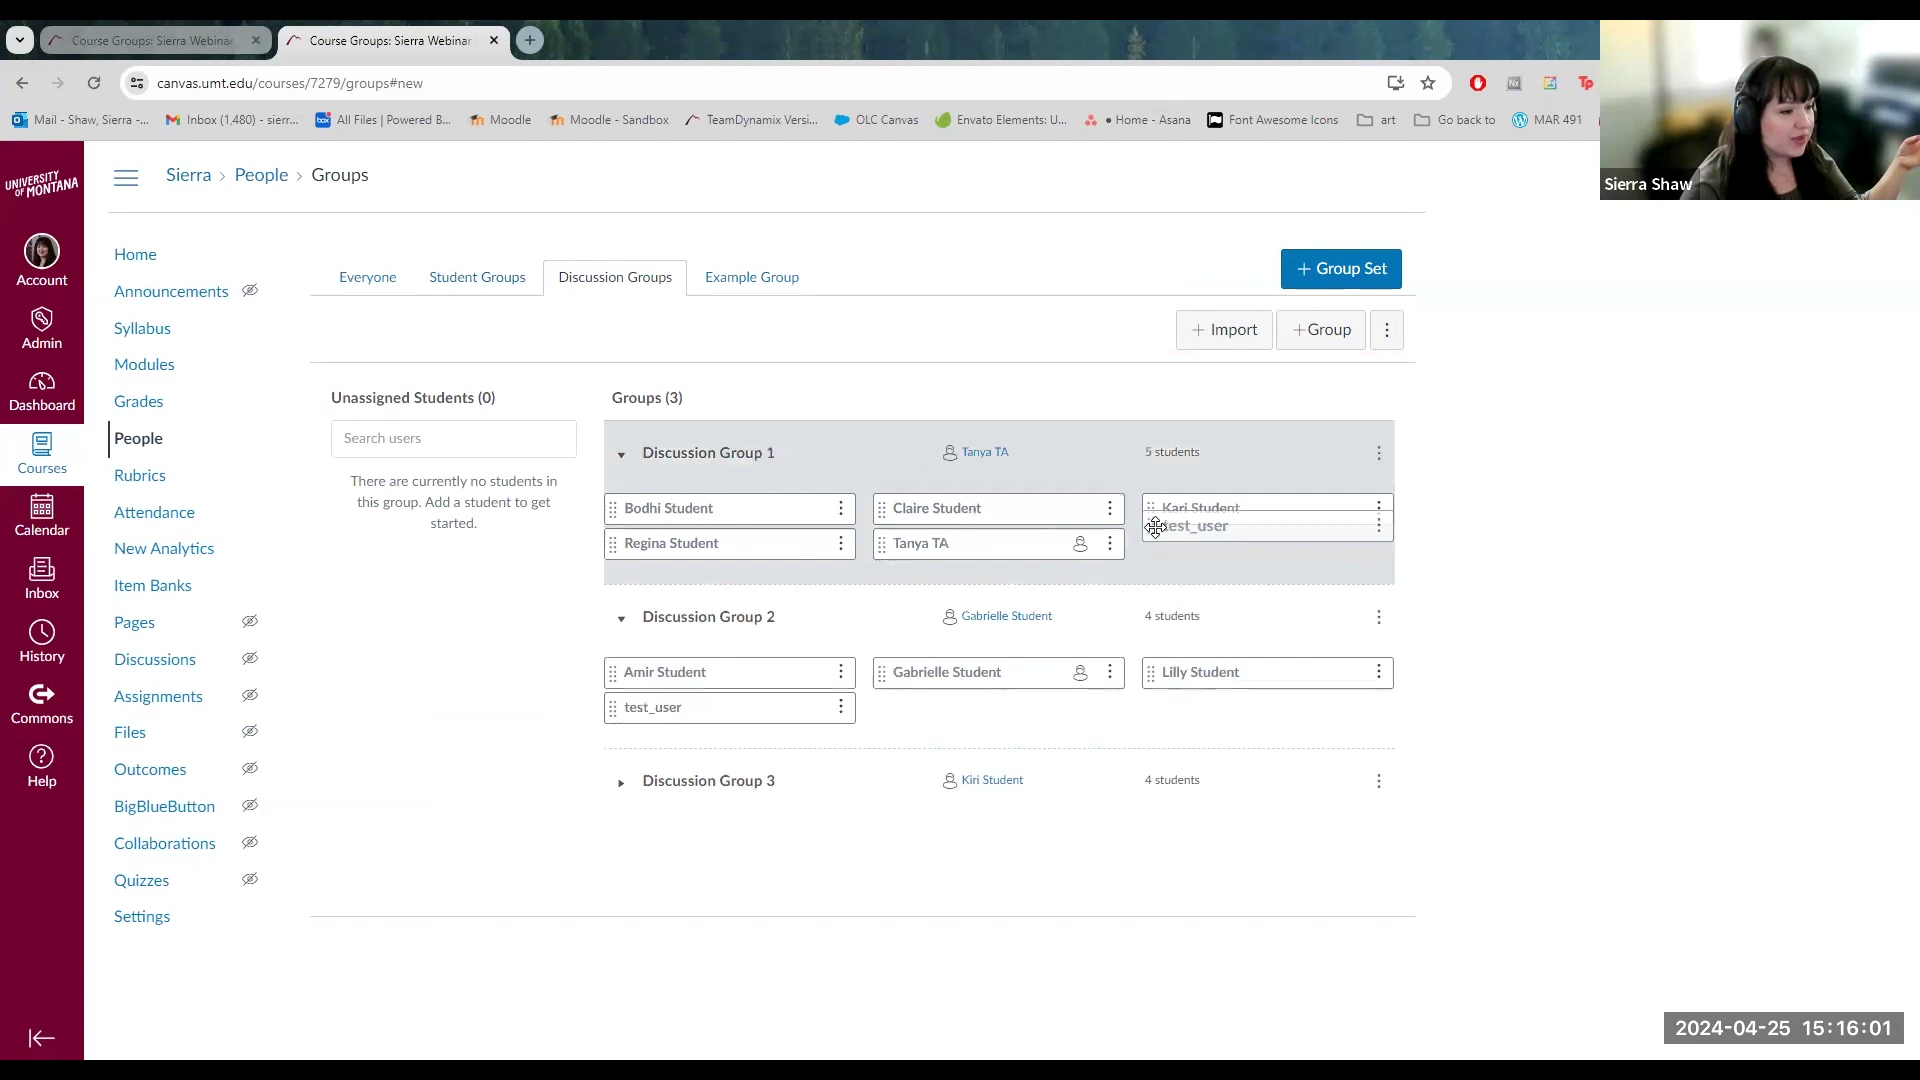 Course Groups: Sierra Webinar
Course Groups: Sierra Webinar
canvas.umt.edu/courses/7279/groups#new
Mail - Shaw, Sierra -...
Inbox (1,480) - sierr...
All Files | Powered B...
Moodle
Moodle - Sandbox
TeamDynamix Versi...
OLC Canvas
Envato Elements: U...
• Home - Asana
Font Awesome Icons
art
Go back to
MAR 491
Sierra Shaw
UNIVERSITY OF MONTANA
Account
Admin
Dashboard
Courses
Calendar
Inbox
History
Commons
Help
Sierra > People > Groups
Home
Announcements
Syllabus
Modules
Grades
People
Rubrics
Attendance
New Analytics
Item Banks
Pages
Discussions
Assignments
Files
Outcomes
BigBlueButton
Collaborations
Quizzes
Settings
Everyone
Student Groups
Discussion Groups
Example Group
+ Group Set
+ Import
+Group
Unassigned Students (0)
Search users
There are currently no students in
this group. Add a student to get
started.
Groups (3)
Discussion Group 1
Tanya TA
5 students
Bodhi Student
Claire Student
Kari Student
test_user
Regina Student
Tanya TA
Discussion Group 2
Gabrielle Student
4 students
Amir Student
Gabrielle Student
Lilly Student
test_user
Discussion Group 3
Kiri Student
4 students
2024-04-25 15:16:01